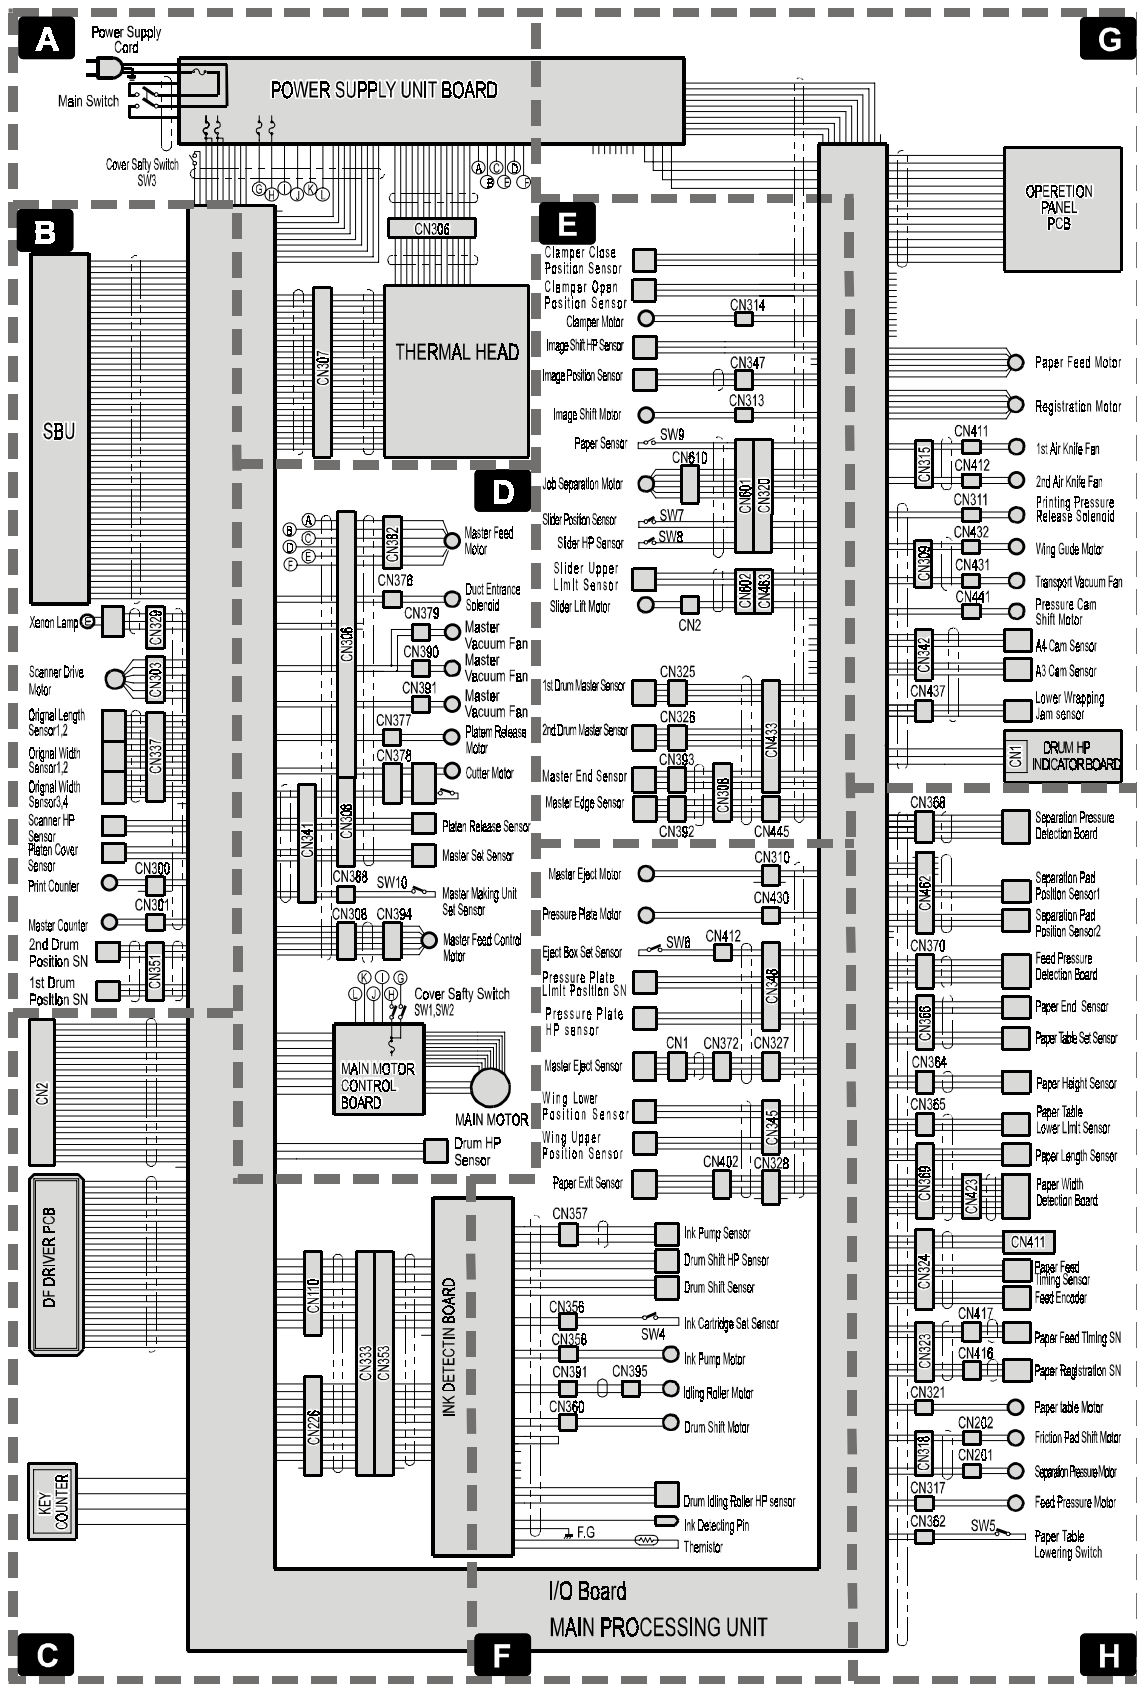 A
Power Supply
Cord
POWER SUPPLY UNIT BOARD
Main Switch
Cover Safty Switch
SW3
G
H
I
J
K
L
A
C
D
B
E
F
CN306
G
OPERETION
PANEL
PCB
B
SBU
CN307
THERMAL HEAD
Xenon Lamp
CN329
Scanner Drive
Motor
CN303
Orignal Length
Sensor1,2
Orignal Width
Sensor1,2
Orignal Width
Sensor3,4
CN337
Scanner HP
Sensor
Platen Cover
Sensor
CN300
Print Counter
CN301
Master Counter
2nd Drum
Position SN
1st Drum
Position SN
CN351
D
A
B
C
D
E
F
CN305
CN382
Master Feed
Motor
CN376
Duct Entrance
Solenoid
CN379
Master
Vacuum Fan
CN390
Master
Vacuum Fan
CN391
Master
Vacuum Fan
CN377
Platem Release
Motor
CN378
Cutter Motor
CN341
CN308
Platen Release Sensor
Master Set Sensor
CN388
SW10
Master Making Unit
Set Sensor
CN308
CN394
Master Feed Control
Motor
K
I
G
L
J
H
Cover Safty Switch
SW1,SW2
MAIN MOTOR
CONTROL
BOARD
MAIN MOTOR
Drum HP
Sensor
E
Clamper Close
Position Sensor
Clamper Open
Position Sensor
CN314
Clamper Motor
Image Shift HP Sensor
CN347
Image Position Sensor
CN313
Image Shift Motor
Paper Sensor
SW9
CN610
Job Separation Motor
CN601
CN320
Slider Position Sensor
SW7
Slider HP Sensor
SW8
Slider Upper
LImIt Sensor
CN602
CN463
Slider Lift Motor
CN2
1st Drum Master Sensor
CN325
2nd Drum Master Sensor
CN326
CN433
Master End Sensor
CN393
CN308
Master Edge Sensor
CN392
CN445
Master Eject Motor
CN310
Pressure Plate Motor
CN430
Eject Box Set Sensor
SW6
CN412
Pressure Plate
LImIt Position SN
CN348
Pressure Plate
HP sensor
Master Eject Sensor
CN1
CN372
CN327
Wing Lower
Position Sensor
CN345
Wing Upper
Position Sensor
Paper ExIt Sensor
CN402
CN328
Paper Feed Motor
Registration Motor
CN315
CN411
1st Air Knife Fan
CN412
2nd Air Knife Fan
CN311
Printing Pressure
Release Solenoid
CN309
CN432
Wing Gude Motor
CN431
Transport Vacuum Fan
CN441
Pressure Cam
Shift Motor
CN342
A4 Cam Sensor
A3 Cam Sensor
CN437
Lower Wrapping
Jam sensor
CN1
DRUM HP
INDICATOR BOARD
CN368
Separation Pressure
Detection Board
CN462
Separation Pad
Position Sensor1
Separation Pad
Position Sensor2
CN370
Feed Pressure
Detection Board
CN366
Paper End Sensor
Paper Table Set Sensor
CN364
Paper Height Sensor
CN365
Paper Table
Lower LImIt Sensor
CN369
Paper Length Sensor
CN423
Paper Width
Detection Board
CN324
CN411
Paper Feed
Timing Sensor
Feed Encoder
CN323
CN417
Paper Feed TImIng SN
CN416
Paper Registration SN
CN321
Paper table Motor
CN318
CN202
Friction Pad Shift Motor
CN201
Separation Pressure Motor
CN317
Feed Pressure Motor
CN362
SW5
Paper Table
Lowering Switch
H
CN2
DF DRIVER PCB
KEY
COUNTER
C
CN110
CN226
CN333
CN353
INK DETECTIN BOARD
CN357
Ink Pump Sensor
Drum Shift HP Sensor
Drum Shift Sensor
CN356
SW4
Ink Cartridge Set Sensor
CN358
Ink Pump Motor
CN391
CN395
Idling Roller Motor
CN360
Drum Shift Motor
Drum Idling Roller HP sensor
Ink Detecting Pin
F.G
Themistor
I/O Board
MAIN PROCESSING UNIT
F